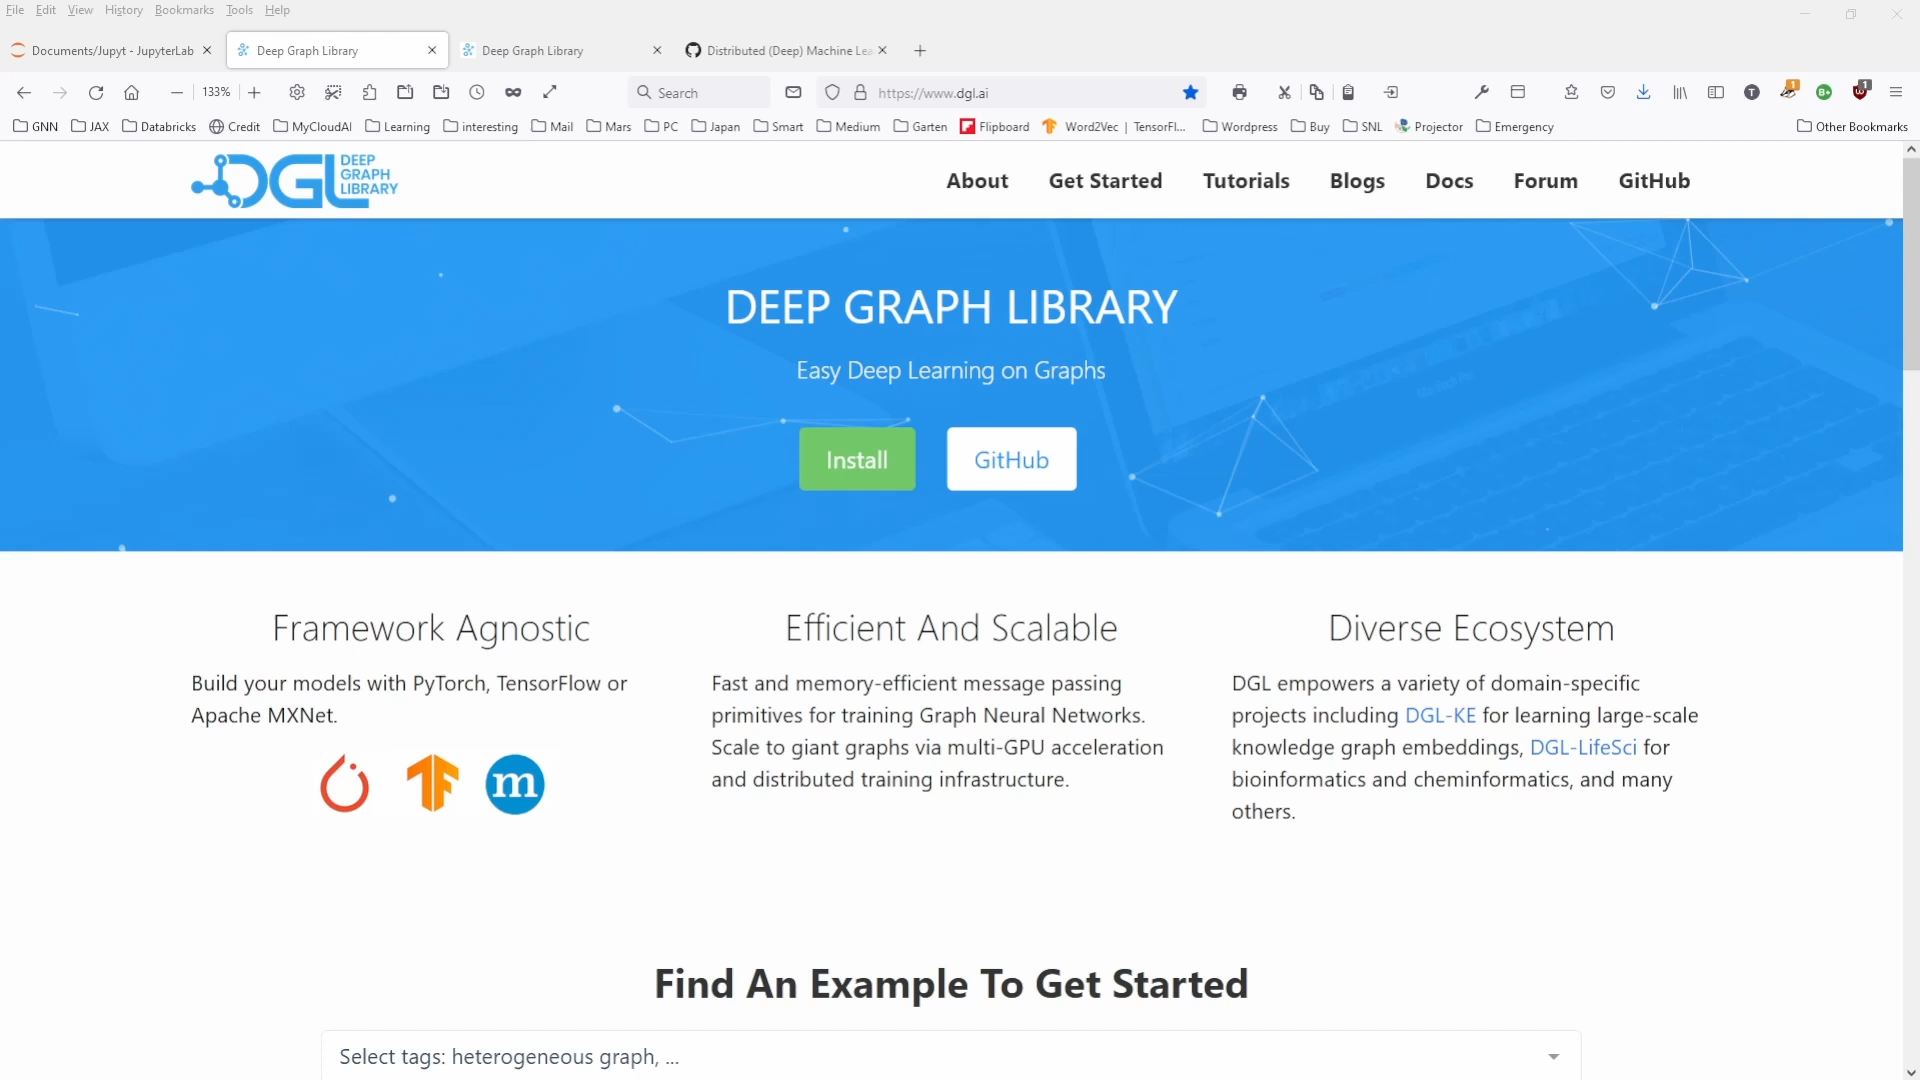 File Edit View History Bookmarks Tools Help
Documents/Jupyt - JupyterLab
Deep Graph Library
Deep Graph Library
Distributed (Deep) Machine Lea
133%
Search
https://www.dgl.ai
GNN
JAX
Databricks
Credit
MyCloudAI
Learning
interesting
Mail
Mars
PC
Japan
Smart
Medium
Garten
Flipboard
Word2Vec | TensorFl...
Wordpress
Buy
SNL
Projector
Emergency
Other Bookmarks
DGL DEEP
GRAPH
LIBRARY
About
Get Started
Tutorials
Blogs
Docs
Forum
GitHub
DEEP GRAPH LIBRARY
Easy Deep Learning on Graphs
Install
GitHub
Framework Agnostic
Build your models with PyTorch, TensorFlow or
Apache MXNet.
m
Efficient And Scalable
Fast and memory-efficient message passing
primitives for training Graph Neural Networks.
Scale to giant graphs via multi-GPU acceleration
and distributed training infrastructure.
Diverse Ecosystem
DGL empowers a variety of domain-specific
projects including DGL-KE for learning large-scale
knowledge graph embeddings, DGL-LifeSci for
bioinformatics and cheminformatics, and many
others.
Find An Example To Get Started
Select tags: heterogeneous graph, ...